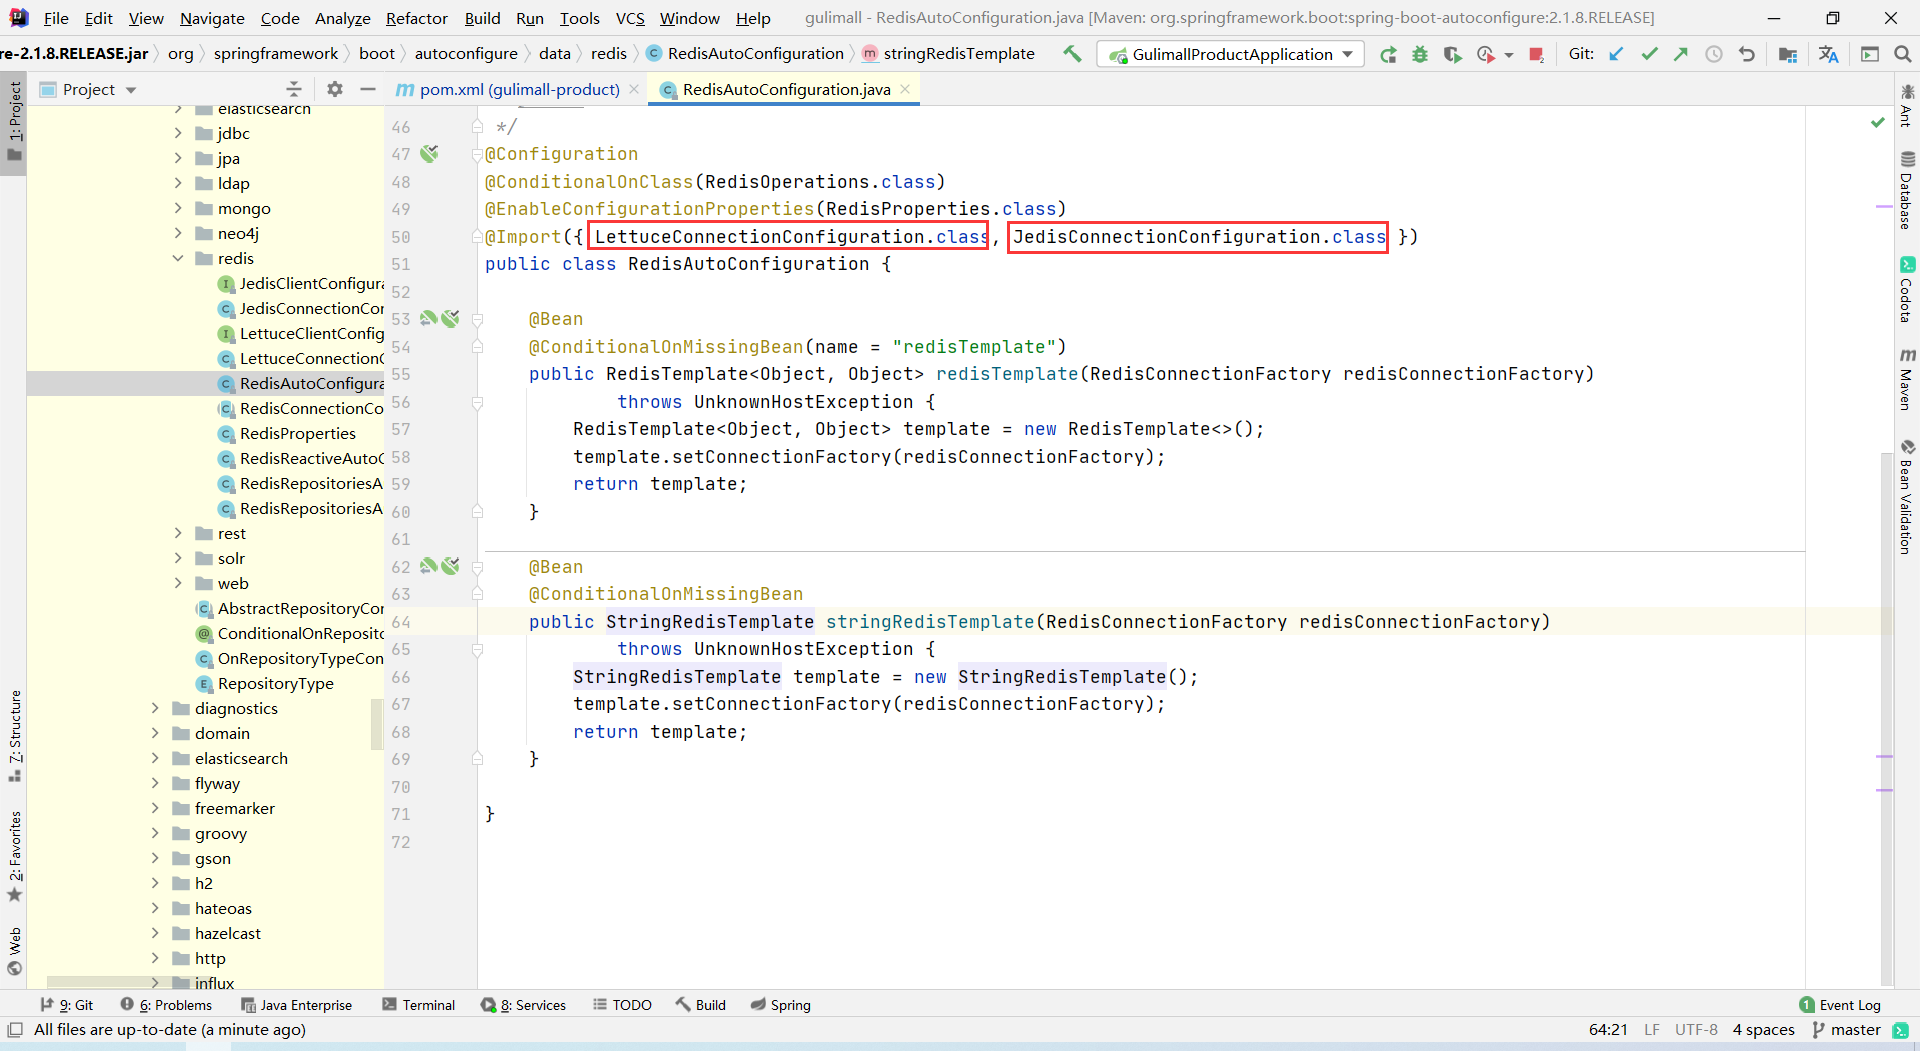 File Edit View Navigate Code Analyze Refactor Build Run Tools VCS Window Help gulimall - RedisAutoConfiguration.java [Maven: org.springframework.boot:spring-boot-autoconfigure:2.1.8.RELEASE]
re-2.1.8.RELEASE.jar org springframework boot autoconfigure data redis RedisAutoConfiguration stringRedisTemplate GulimallProductApplication Git:
Project
pom.xml (gulimall-product) RedisAutoConfiguration.java
1: Project
7: Structure
2: Favorites
Web
elasticsearch
jdbc
jpa
ldap
mongo
neo4j
redis
JedisClientConfigura
JedisConnectionCor
LettuceClientConfig
LettuceConnectionC
RedisAutoConfigura
RedisConnectionCo
RedisProperties
RedisReactiveAutoC
RedisRepositoriesA
RedisRepositoriesA
rest
solr
web
AbstractRepositoryCor
ConditionalOnReposito
OnRepositoryTypeCon
RepositoryType
diagnostics
domain
elasticsearch
flyway
freemarker
groovy
gson
h2
hateoas
hazelcast
http
influx
46 */
47 @Configuration
48 @ConditionalOnClass(RedisOperations.class)
49 @EnableConfigurationProperties(RedisProperties.class)
50 @Import({ LettuceConnectionConfiguration.class, JedisConnectionConfiguration.class })
51 public class RedisAutoConfiguration {
52
53 @Bean
54 @ConditionalOnMissingBean(name = "redisTemplate")
55 public RedisTemplate<Object, Object> redisTemplate(RedisConnectionFactory redisConnectionFactory)
56 throws UnknownHostException {
57 RedisTemplate<Object, Object> template = new RedisTemplate<>();
58 template.setConnectionFactory(redisConnectionFactory);
59 return template;
60 }
61
62 @Bean
63 @ConditionalOnMissingBean
64 public StringRedisTemplate stringRedisTemplate(RedisConnectionFactory redisConnectionFactory)
65 throws UnknownHostException {
66 StringRedisTemplate template = new StringRedisTemplate();
67 template.setConnectionFactory(redisConnectionFactory);
68 return template;
69 }
70
71 }
72
Ant
Database
Codota
Maven
Bean Validation
9: Git 6: Problems Java Enterprise Terminal 8: Services TODO Build Spring 1 Event Log
All files are up-to-date (a minute ago) 64:21 LF UTF-8 4 spaces master